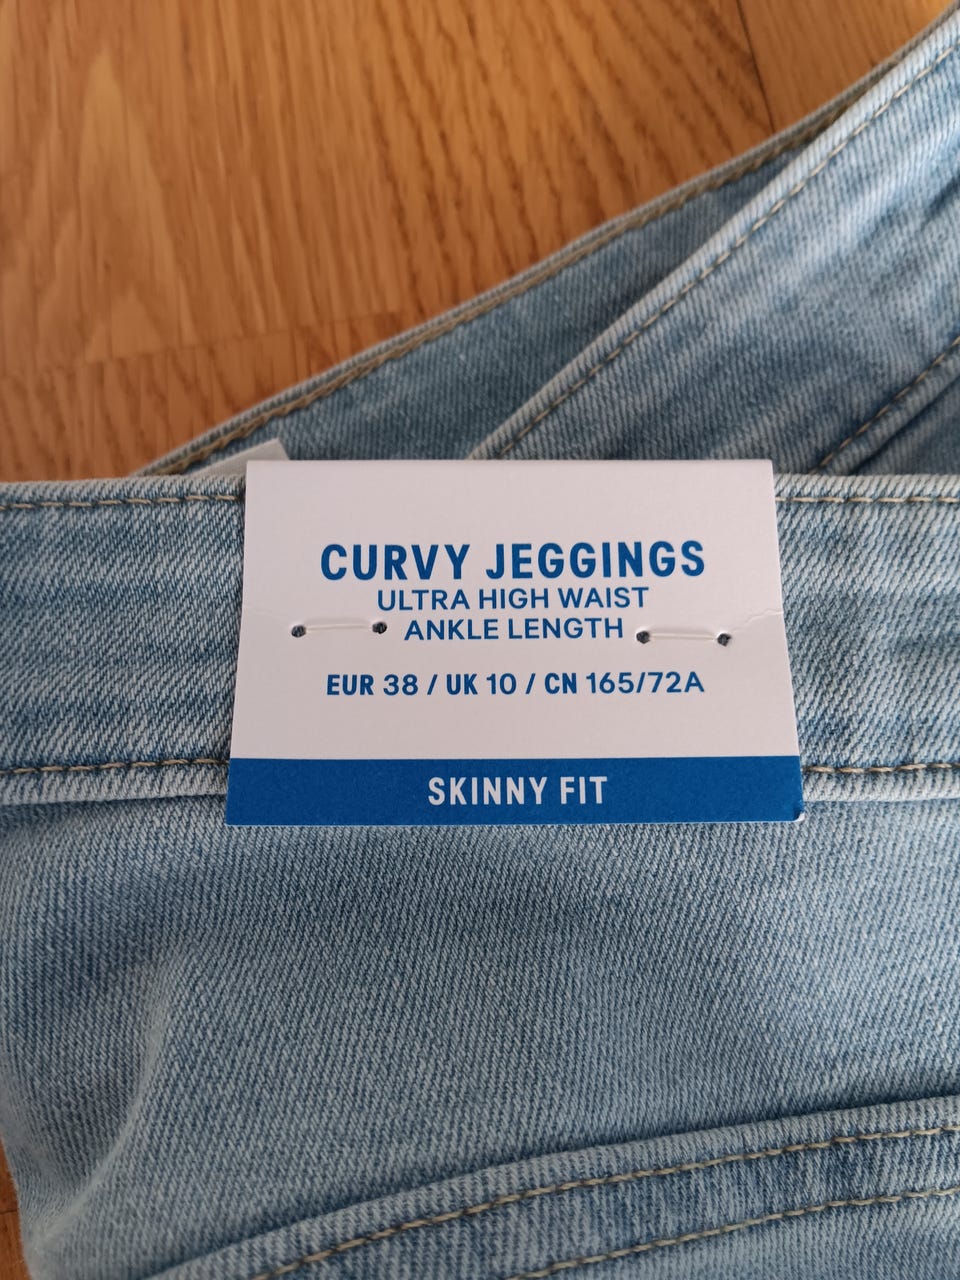 CURVY JEGGINGS
ULTRA HIGH WAIST
ANKLE LENGTH
EUR 38 / UK 10 / CN 165/72A
SKINNY FIT